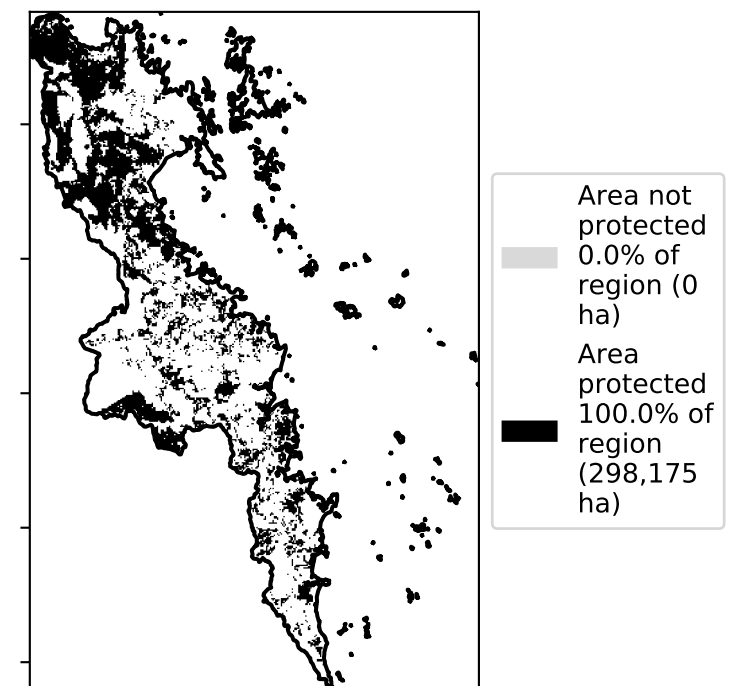 Area not
protected
0.0% of
region (0
ha)
Area
protected
100.0% of
region
(298,175
ha)